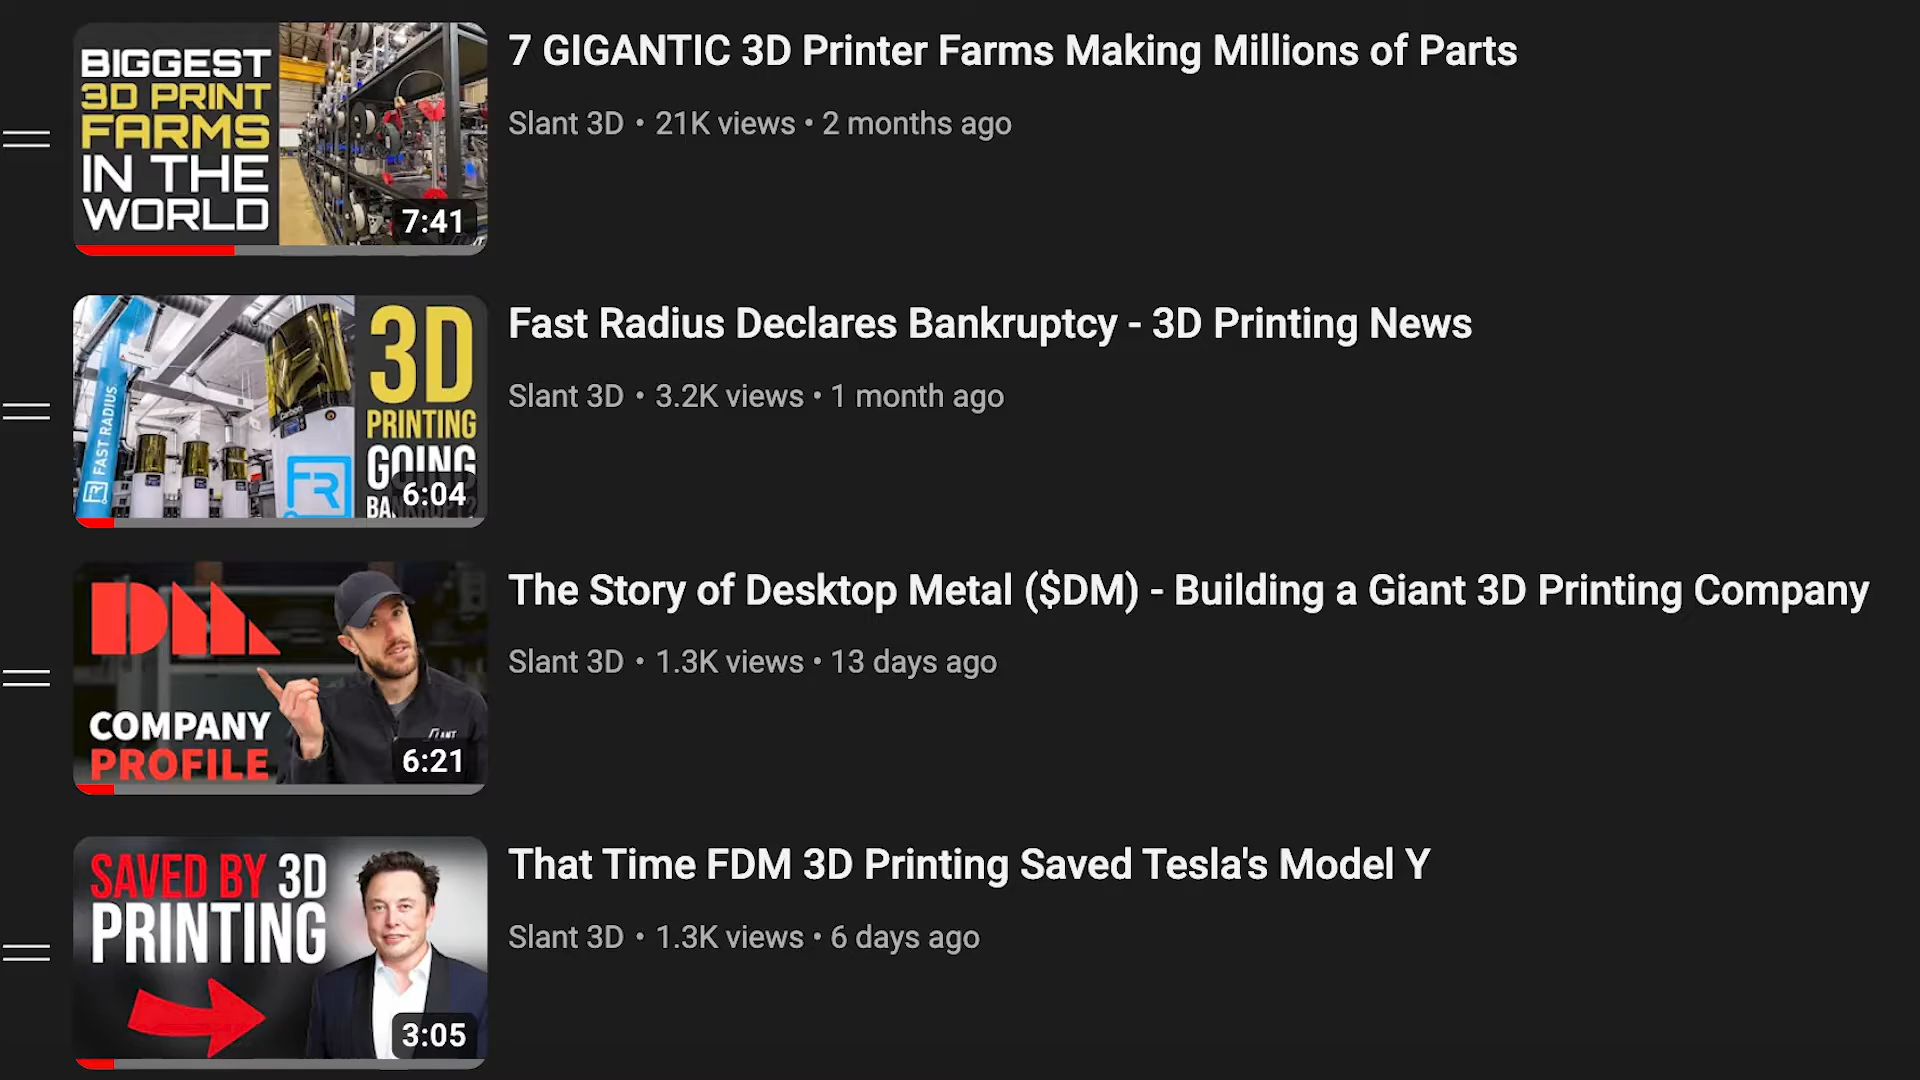 BIGGEST
3D PRINT
FARMS
IN THE
WORLD
7:41
7 GIGANTIC 3D Printer Farms Making Millions of Parts
Slant 3D • 21K views • 2 months ago
FAST RADIUS
FR
FR
3D
PRINTING
GOING
6:04
Fast Radius Declares Bankruptcy - 3D Printing News
Slant 3D • 3.2K views • 1 month ago
DM
COMPANY
PROFILE
6:21
The Story of Desktop Metal ($DM) - Building a Giant 3D Printing Company
Slant 3D • 1.3K views • 13 days ago
SAVED BY 3D
PRINTING
3:05
That Time FDM 3D Printing Saved Tesla's Model Y
Slant 3D • 1.3K views • 6 days ago